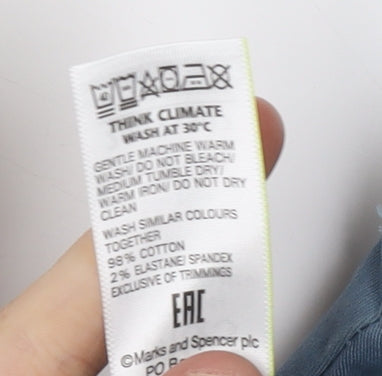 THINK CLIMATE
WASH AT 30°C
GENTLE MACHINE WARM
WASH/ DO NOT BLEACH/
MEDIUM TUMBLE DRY/
WARM IRON/ DO NOT DRY
CLEAN
WASH SIMILAR COLOURS
TOGETHER
98% COTTON
2% ELASTANE/ SPANDEX
EXCLUSIVE OF TRIMMINGS
EAC
©Marks and Spencer plc
PO